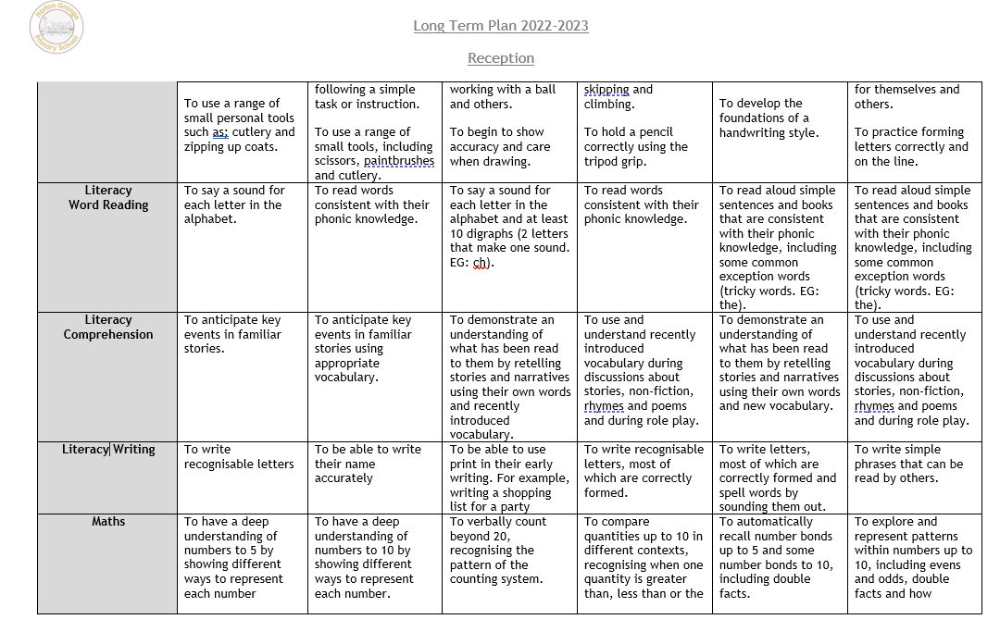 Horton Grange
Primary School
Long Term Plan 2022-2023
Reception
To use a range of
small personal tools
such as; cutlery and
zipping up coats.
following a simple
task or instruction.
To use a range of
small tools, including
scissors, paintbrushes
and cutlery.
working with a ball
and others.
To begin to show
accuracy and care
when drawing.
skipping and
climbing.
To hold a pencil
correctly using the
tripod grip.
To develop the
foundations of a
handwriting style.
for themselves and
others.
To practice forming
letters correctly and
on the line.
Literacy
Word Reading
To say a sound for
each letter in the
alphabet.
To read words
consistent with their
phonic knowledge.
To say a sound for
each letter in the
alphabet and at least
10 digraphs (2 letters
that make one sound.
EG: ch).
To read words
consistent with their
phonic knowledge.
To read aloud simple
sentences and books
that are consistent
with their phonic
knowledge, including
some common
exception words
(tricky words. EG:
the).
To read aloud simple
sentences and books
that are consistent
with their phonic
knowledge, including
some common
exception words
(tricky words. EG:
the).
Literacy
Comprehension
To anticipate key
events in familiar
stories.
To anticipate key
events in familiar
stories using
appropriate
vocabulary.
To demonstrate an
understanding of
what has been read
to them by retelling
stories and narratives
using their own words
and recently
introduced
vocabulary.
To use and
understand recently
introduced
vocabulary during
discussions about
stories, non-fiction,
rhymes and poems
and during role play.
To demonstrate an
understanding of
what has been read
to them by retelling
stories and narratives
using their own words
and new vocabulary.
To use and
understand recently
introduced
vocabulary during
discussions about
stories, non-fiction,
rhymes and poems
and during role play.
Literacy Writing
To write
recognisable letters
To be able to write
their name
accurately
To be able to use
print in their early
writing. For example,
writing a shopping
list for a party
To write recognisable
letters, most of
which are correctly
formed.
To write letters,
most of which are
correctly formed and
spell words by
sounding them out.
To write simple
phrases that can be
read by others.
Maths
To have a deep
understanding of
numbers to 5 by
showing different
ways to represent
each number
To have a deep
understanding of
numbers to 10 by
showing different
ways to represent
each number.
To verbally count
beyond 20,
recognising the
pattern of the
counting system.
To compare
quantities up to 10 in
different contexts,
recognising when one
quantity is greater
than, less than or the
To automatically
recall number bonds
up to 5 and some
number bonds to 10,
including double
facts.
To explore and
represent patterns
within numbers up to
10, including evens
and odds, double
facts and how